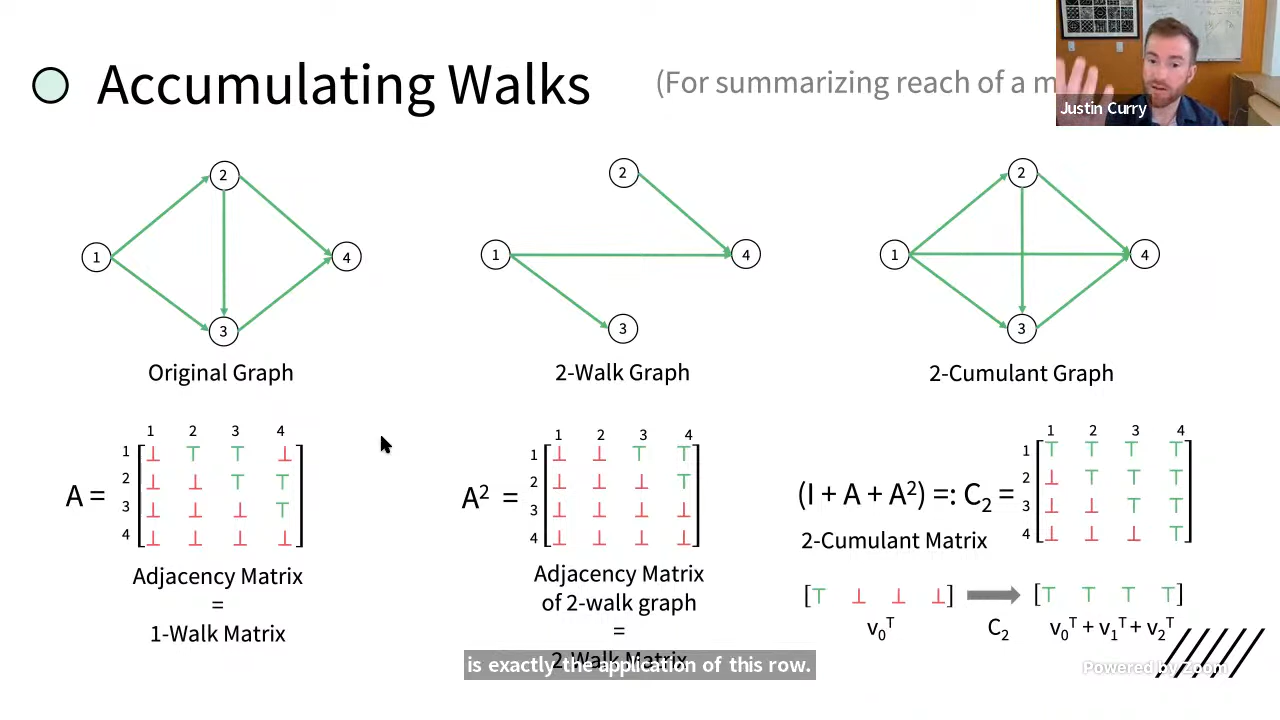 Accumulating Walks
(For summarizing reach of a m
Justin Curry
1
2
3
4
Original Graph
1
2
3
4
2-Walk Graph
1
2
3
4
2-Cumulant Graph
1 2 3 4
A =
1 ⊥ ⊤ ⊤ ⊥
2 ⊥ ⊥ ⊤ ⊤
3 ⊥ ⊥ ⊥ ⊤
4 ⊥ ⊥ ⊥ ⊥
Adjacency Matrix
=
1-Walk Matrix
1 2 3 4
A² =
1 ⊥ ⊥ ⊤ ⊤
2 ⊥ ⊥ ⊥ ⊤
3 ⊥ ⊥ ⊥ ⊥
4 ⊥ ⊥ ⊥ ⊥
Adjacency Matrix
of 2-walk graph
=
2-Walk Matrix
is exactly the application of this row.
1 2 3 4
(I + A + A²) =: C₂ =
1 ⊤ ⊤ ⊤ ⊤
2 ⊥ ⊤ ⊤ ⊤
3 ⊥ ⊥ ⊤ ⊤
4 ⊥ ⊥ ⊥ ⊤
2-Cumulant Matrix
[⊤ ⊥ ⊥ ⊥] [⊤ ⊤ ⊤ ⊤]
v₀ᵀ C₂ v₀ᵀ + v₁ᵀ + v₂ᵀ
Powered by Zoom